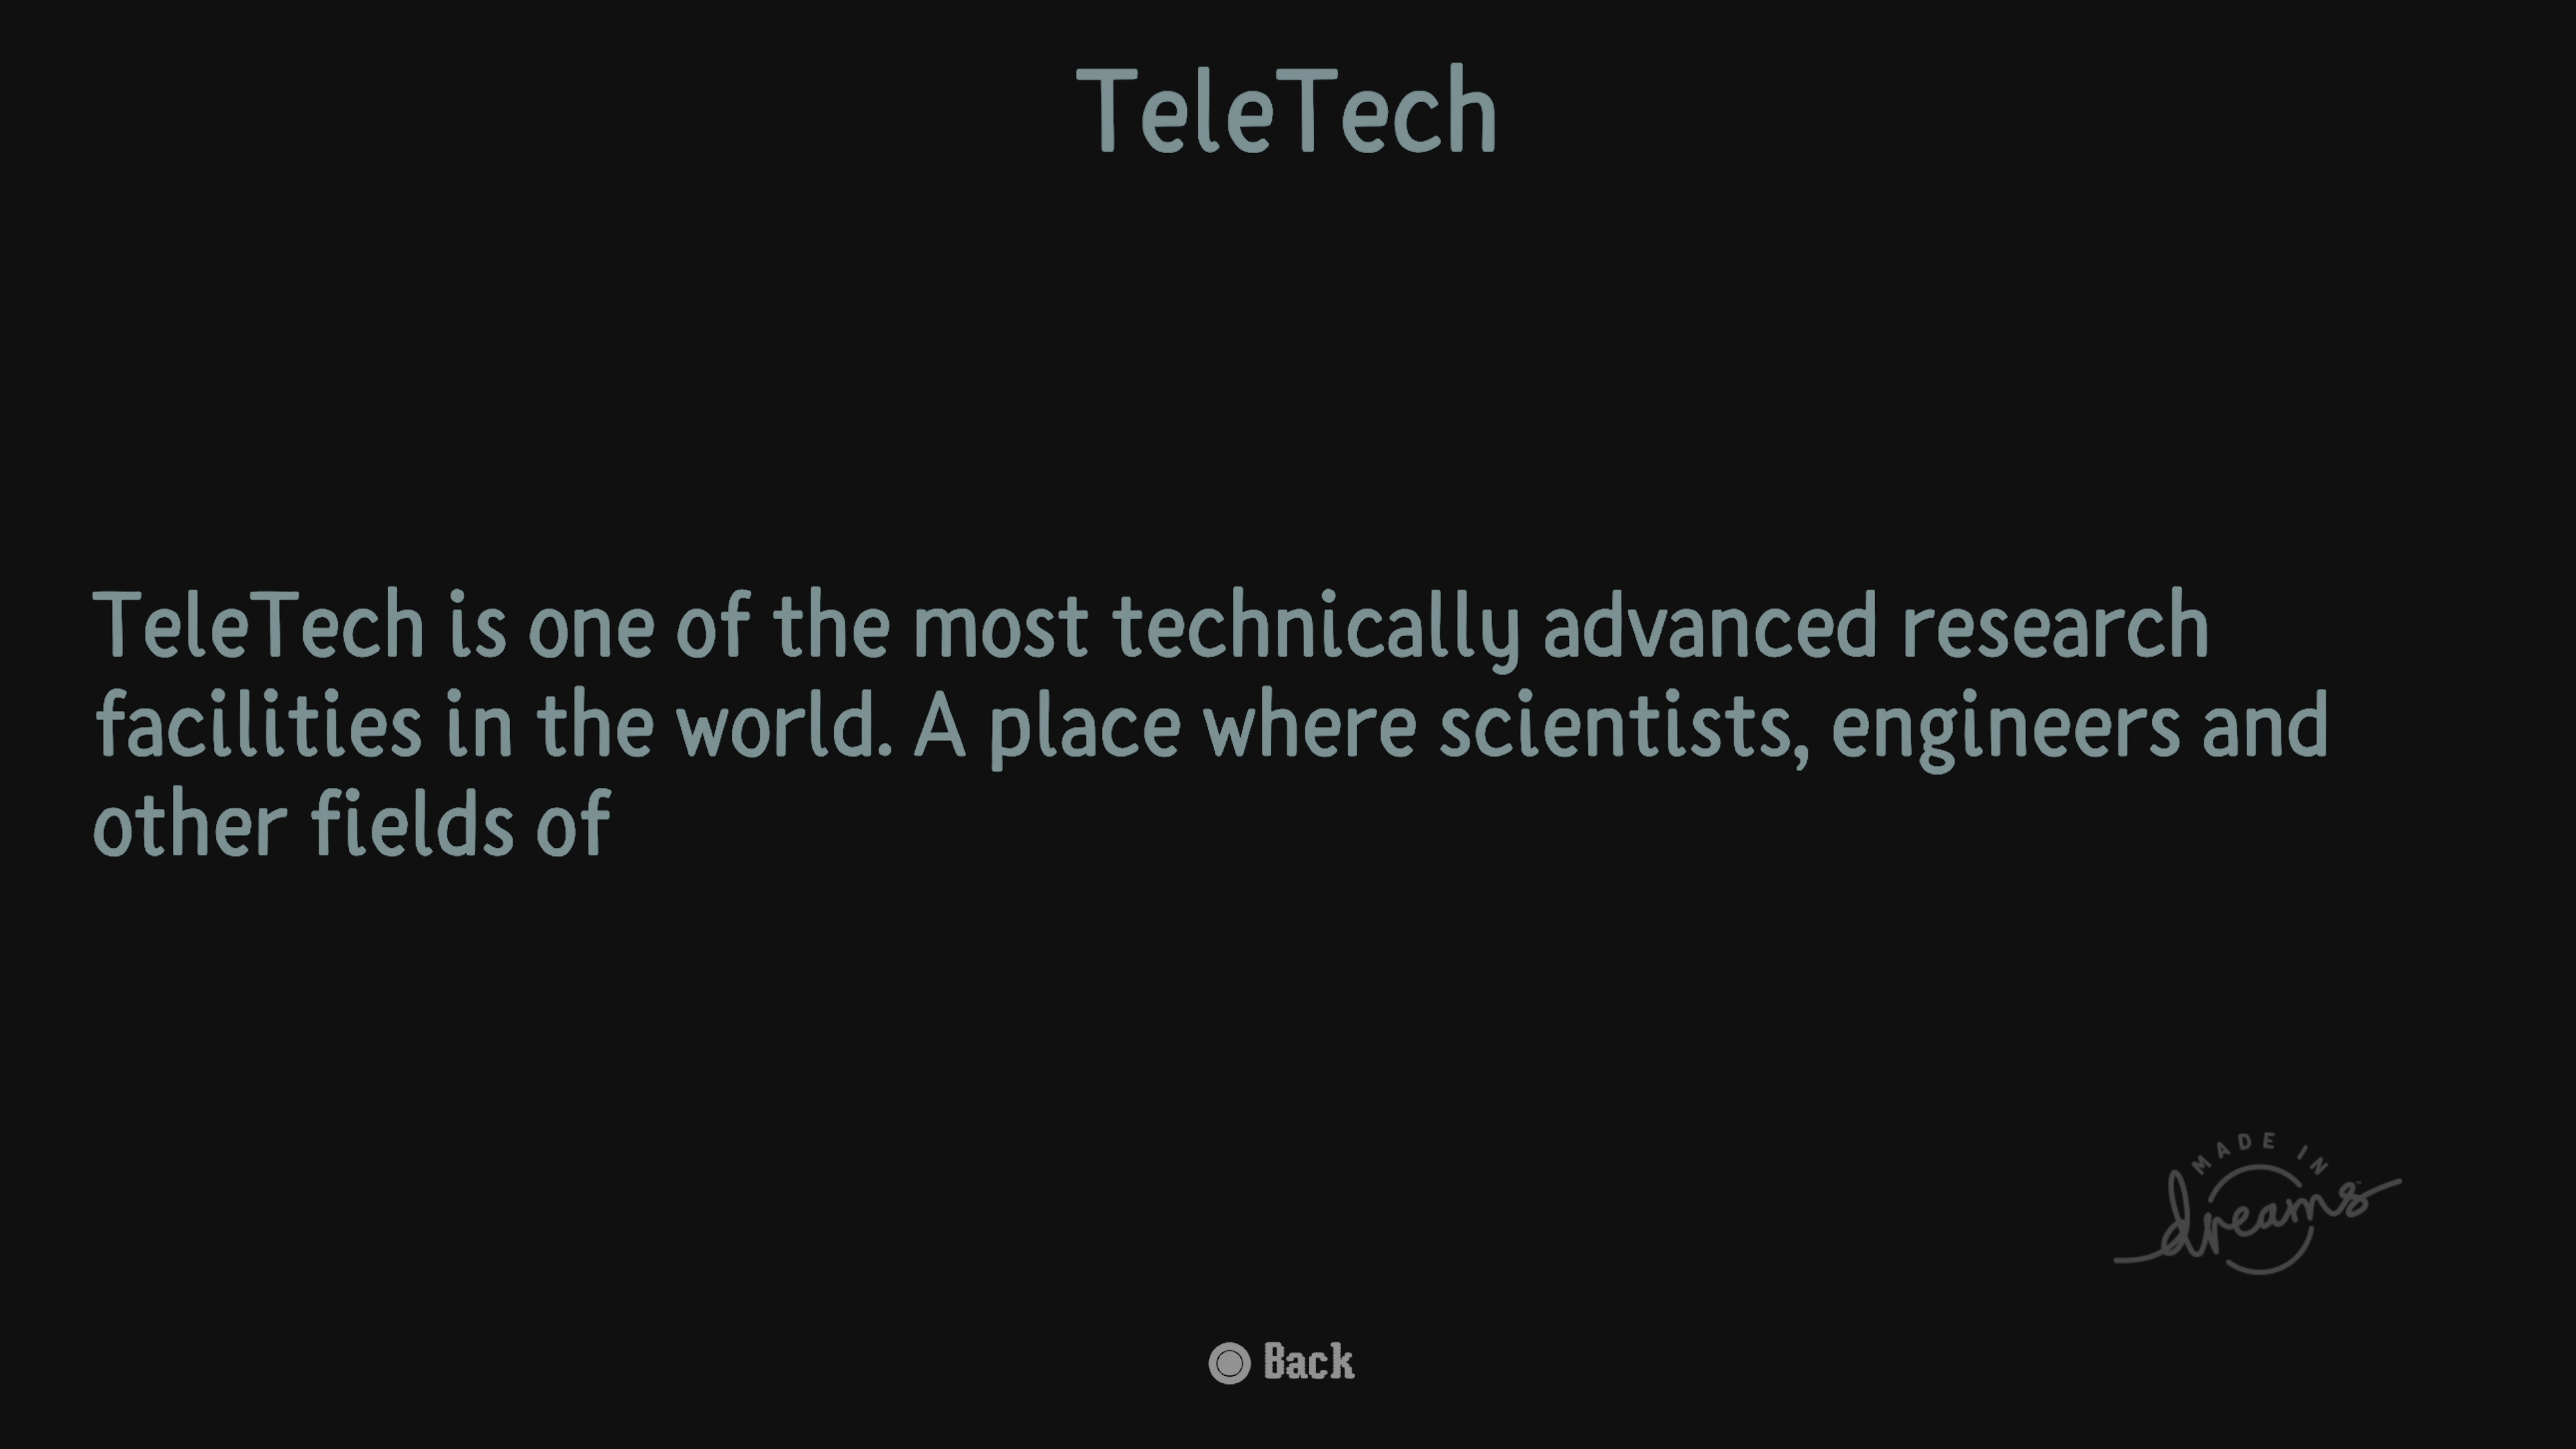 TeleTech
TeleTech is one of the most technically advanced research
facilities in the world. A place where scientists, engineers and
other fields of
MADE IN
dreams
Back